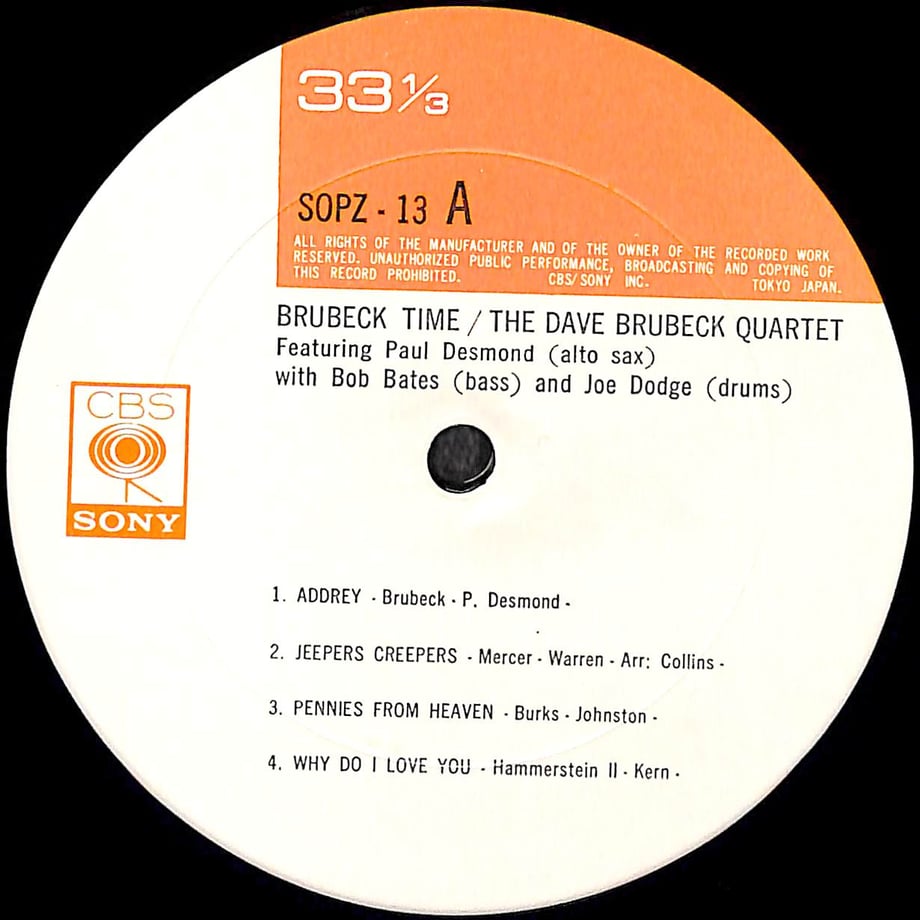 33 1/3
SOPZ - 13 A
ALL RIGHTS OF THE MANUFACTURER AND OF THE OWNER OF THE RECORDED WORK
RESERVED. UNAUTHORIZED PUBLIC PERFORMANCE, BROADCASTING AND COPYING OF
THIS RECORD PROHIBITED. CBS/SONY INC. TOKYO JAPAN.
BRUBECK TIME / THE DAVE BRUBECK QUARTET
Featuring Paul Desmond (alto sax)
with Bob Bates (bass) and Joe Dodge (drums)
CBS
SONY
1. ADDREY - Brubeck - P. Desmond -
2. JEEPERS CREEPERS - Mercer - Warren - Arr: Collins -
3. PENNIES FROM HEAVEN - Burks - Johnston -
4. WHY DO I LOVE YOU - Hammerstein II - Kern -